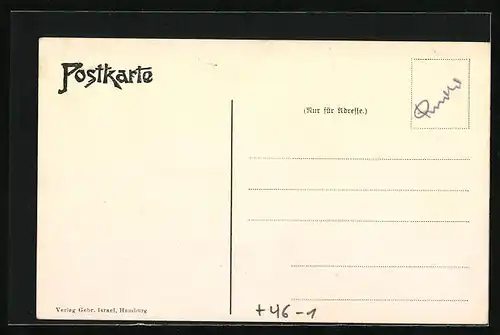 Postkarte
(Nur für Adresse.)
Verlag Gebr. Israel, Hamburg
+46-1